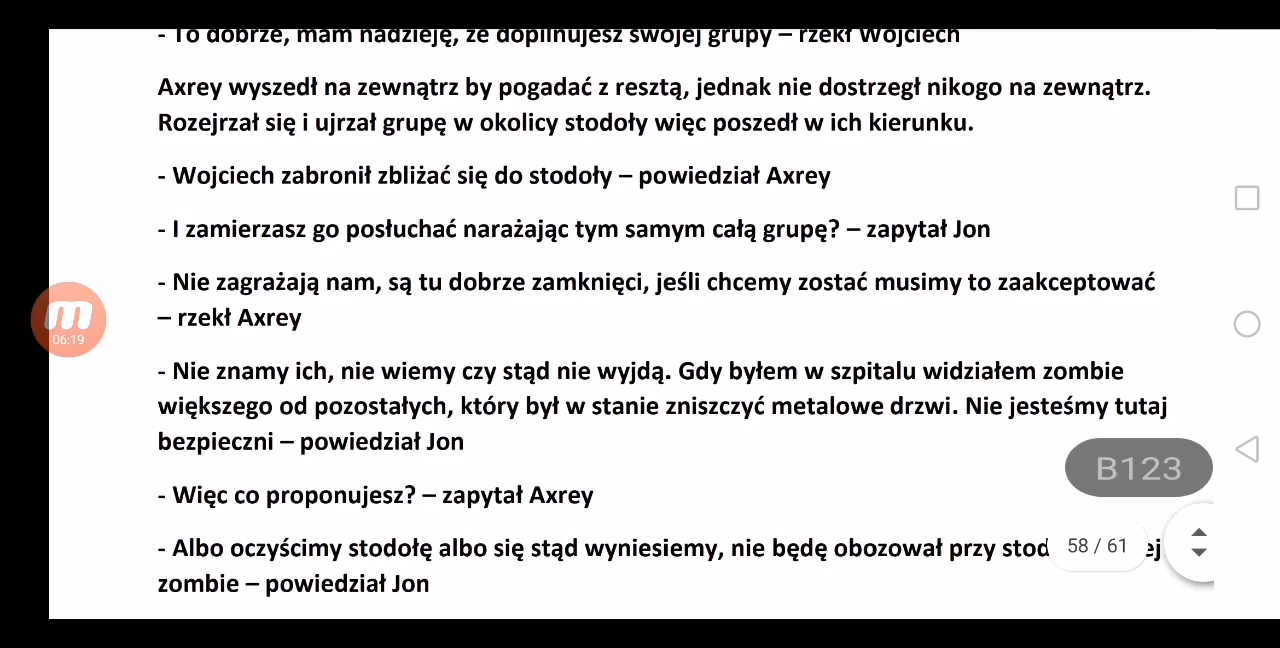 - To dobrze, mam nadzieję, że dopilnujesz swojej grupy – rzekł Wojciech
Axrey wyszedł na zewnątrz by pogadać z resztą, jednak nie dostrzegł nikogo na zewnątrz.
Rozejrzał się i ujrzał grupę w okolicy stodoły więc poszedł w ich kierunku.
- Wojciech zabronił zbliżać się do stodoły – powiedział Axrey
- I zamierzasz go posłuchać narażając tym samym całą grupę? – zapytał Jon
- Nie zagrażają nam, są tu dobrze zamknięci, jeśli chcemy zostać musimy to zaakceptować
– rzekł Axrey
m
06:19
- Nie znamy ich, nie wiemy czy stąd nie wyjdą. Gdy byłem w szpitalu widziałem zombie
większego od pozostałych, który był w stanie zniszczyć metalowe drzwi. Nie jesteśmy tutaj
bezpieczni – powiedział Jon
B123
- Więc co proponujesz? – zapytał Axrey
- Albo oczyścimy stodołę albo się stąd wyniesiemy, nie będę obozował przy
58 / 61
zombie – powiedział Jon